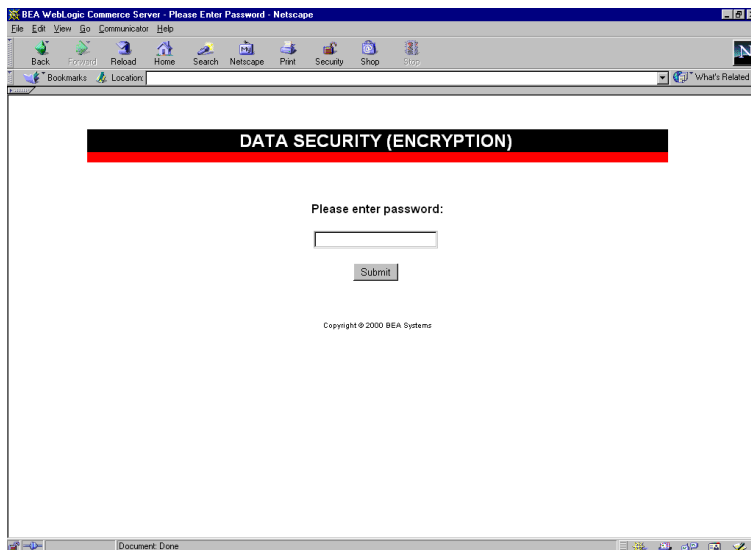 BEA WebLogic Commerce Server - Please Enter Password - Netscape
File Edit View Go Communicator Help
Back Forward Reload Home Search Netscape Print Security Shop Stop
Bookmarks Location: What's Related
DATA SECURITY (ENCRYPTION)
Please enter password:
Submit
Copyright © 2000 BEA Systems
Document: Done